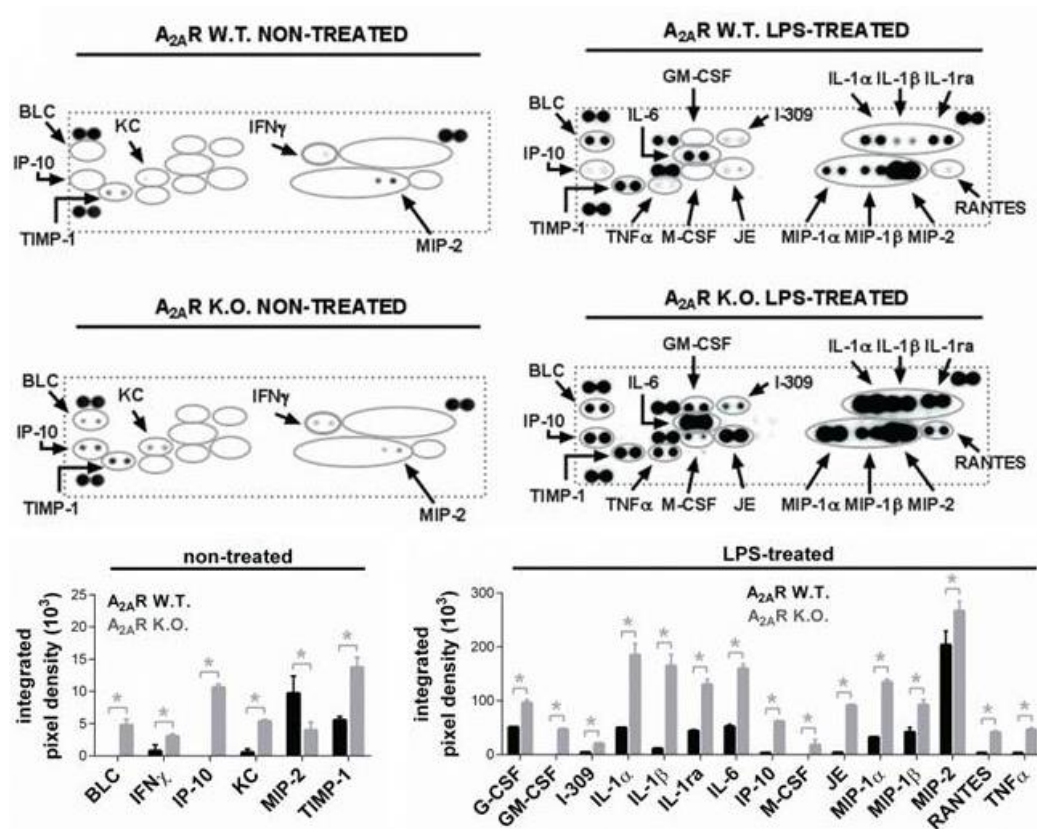 A2AR W.T. NON-TREATED
BLC
KC
IFNγ
IP-10
TIMP-1
MIP-2
A2AR W.T. LPS-TREATED
GM-CSF
IL-1α IL-1β IL-1ra
BLC
IL-6
I-309
IP-10
RANTES
TIMP-1
TNFα M-CSF JE
MIP-1α MIP-1β MIP-2
A2AR K.O. NON-TREATED
BLC
KC
IFNγ
IP-10
TIMP-1
MIP-2
A2AR K.O. LPS-TREATED
GM-CSF
IL-1α IL-1β IL-1ra
BLC
IL-6
I-309
IP-10
RANTES
TIMP-1
TNFα M-CSF JE
MIP-1α MIP-1β MIP-2
non-treated
integrated
pixel density (10³)
25
20
15
10
5
0
A2AR W.T.
A2AR K.O.
* * * * * *
BLC
IFNχ
IP-10
KC
MIP-2
TIMP-1
LPS-treated
integrated
pixel density (10³)
300
200
100
0
A2AR W.T.
A2AR K.O.
* * * * * * * * * * * * * * *
G-CSF
GM-CSF
I-309
IL-1α
IL-1β
IL-1ra
IL-6
IP-10
M-CSF
JE
MIP-1α
MIP-1β
MIP-2
RANTES
TNFα